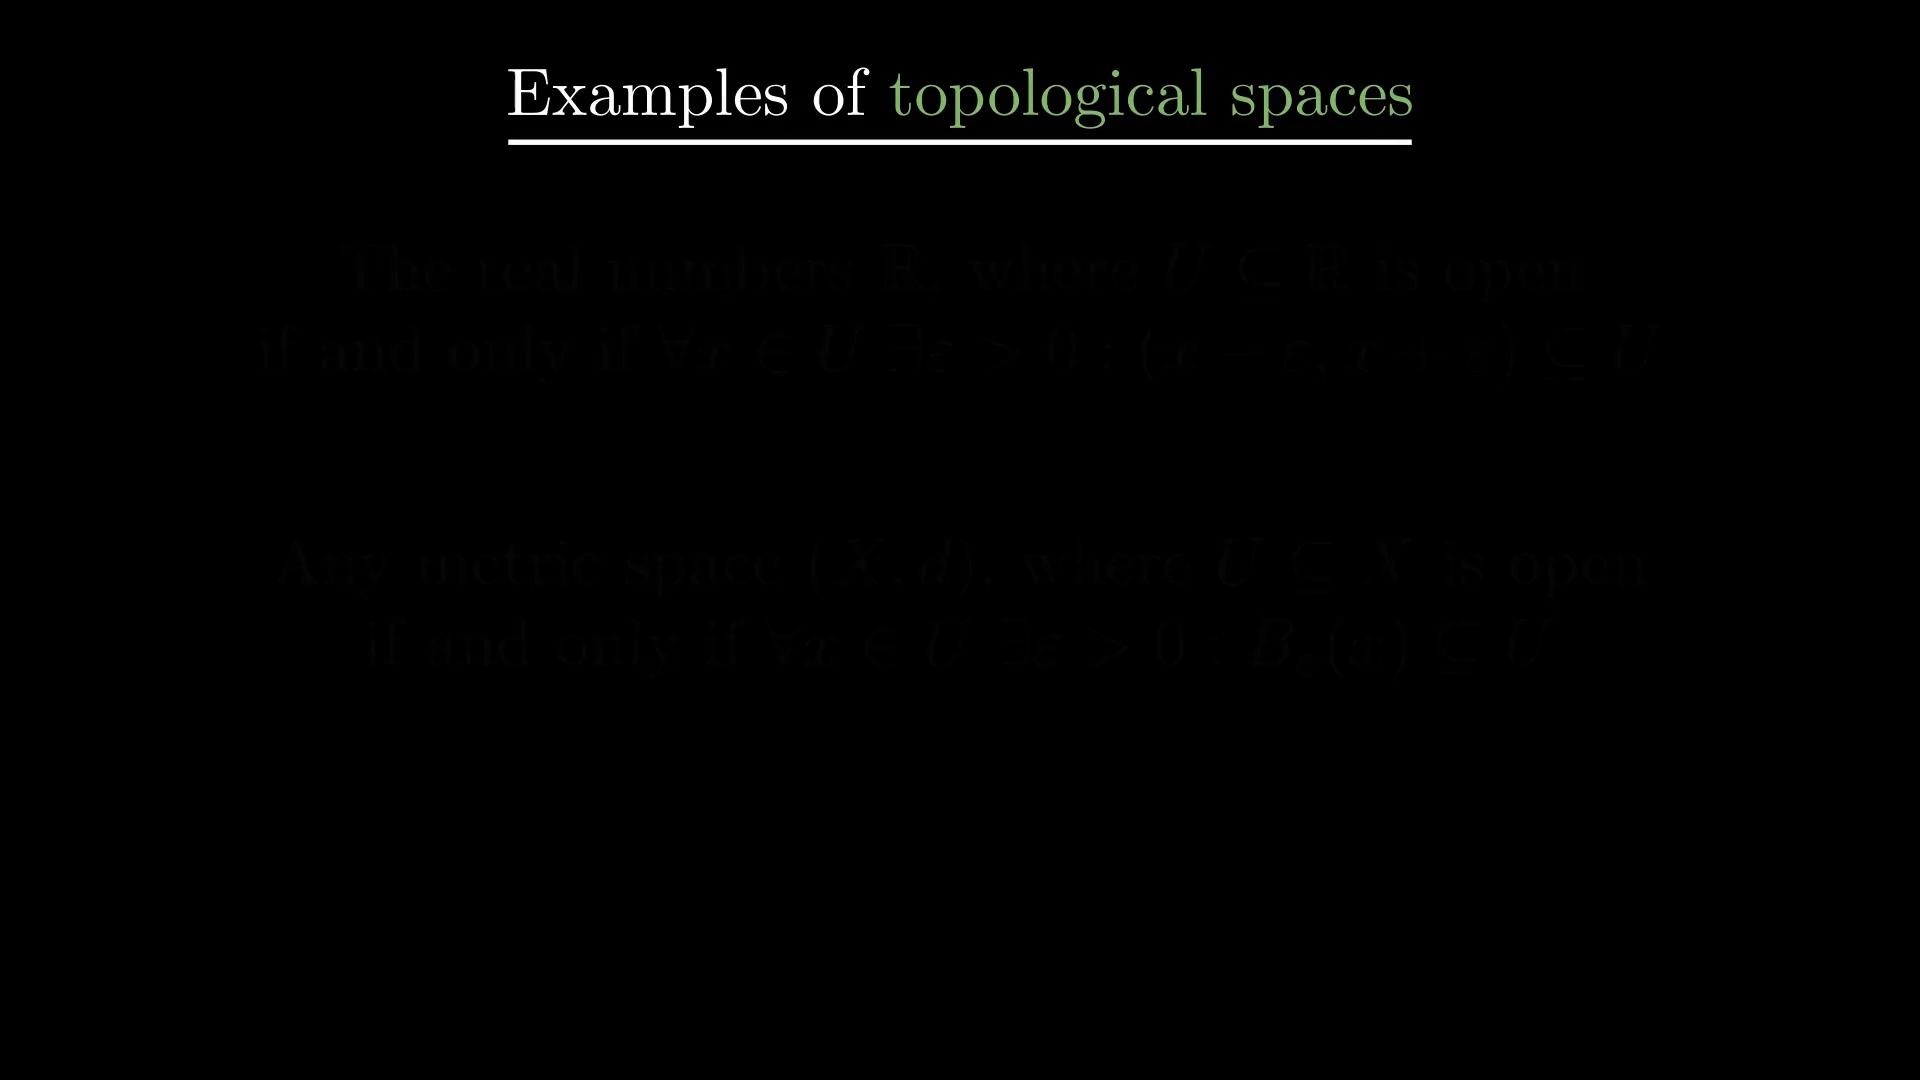 Examples of topological spaces
The real numbers ℝ, where U ⊆ ℝ is open
if and only if ∀x ∈ U ∃ε > 0 : (x − ε, x + ε) ⊆ U
Any metric space (X, d), where U ⊆ X is open
if and only if ∀x ∈ U ∃ε > 0 : Bₑ(x) ⊆ U